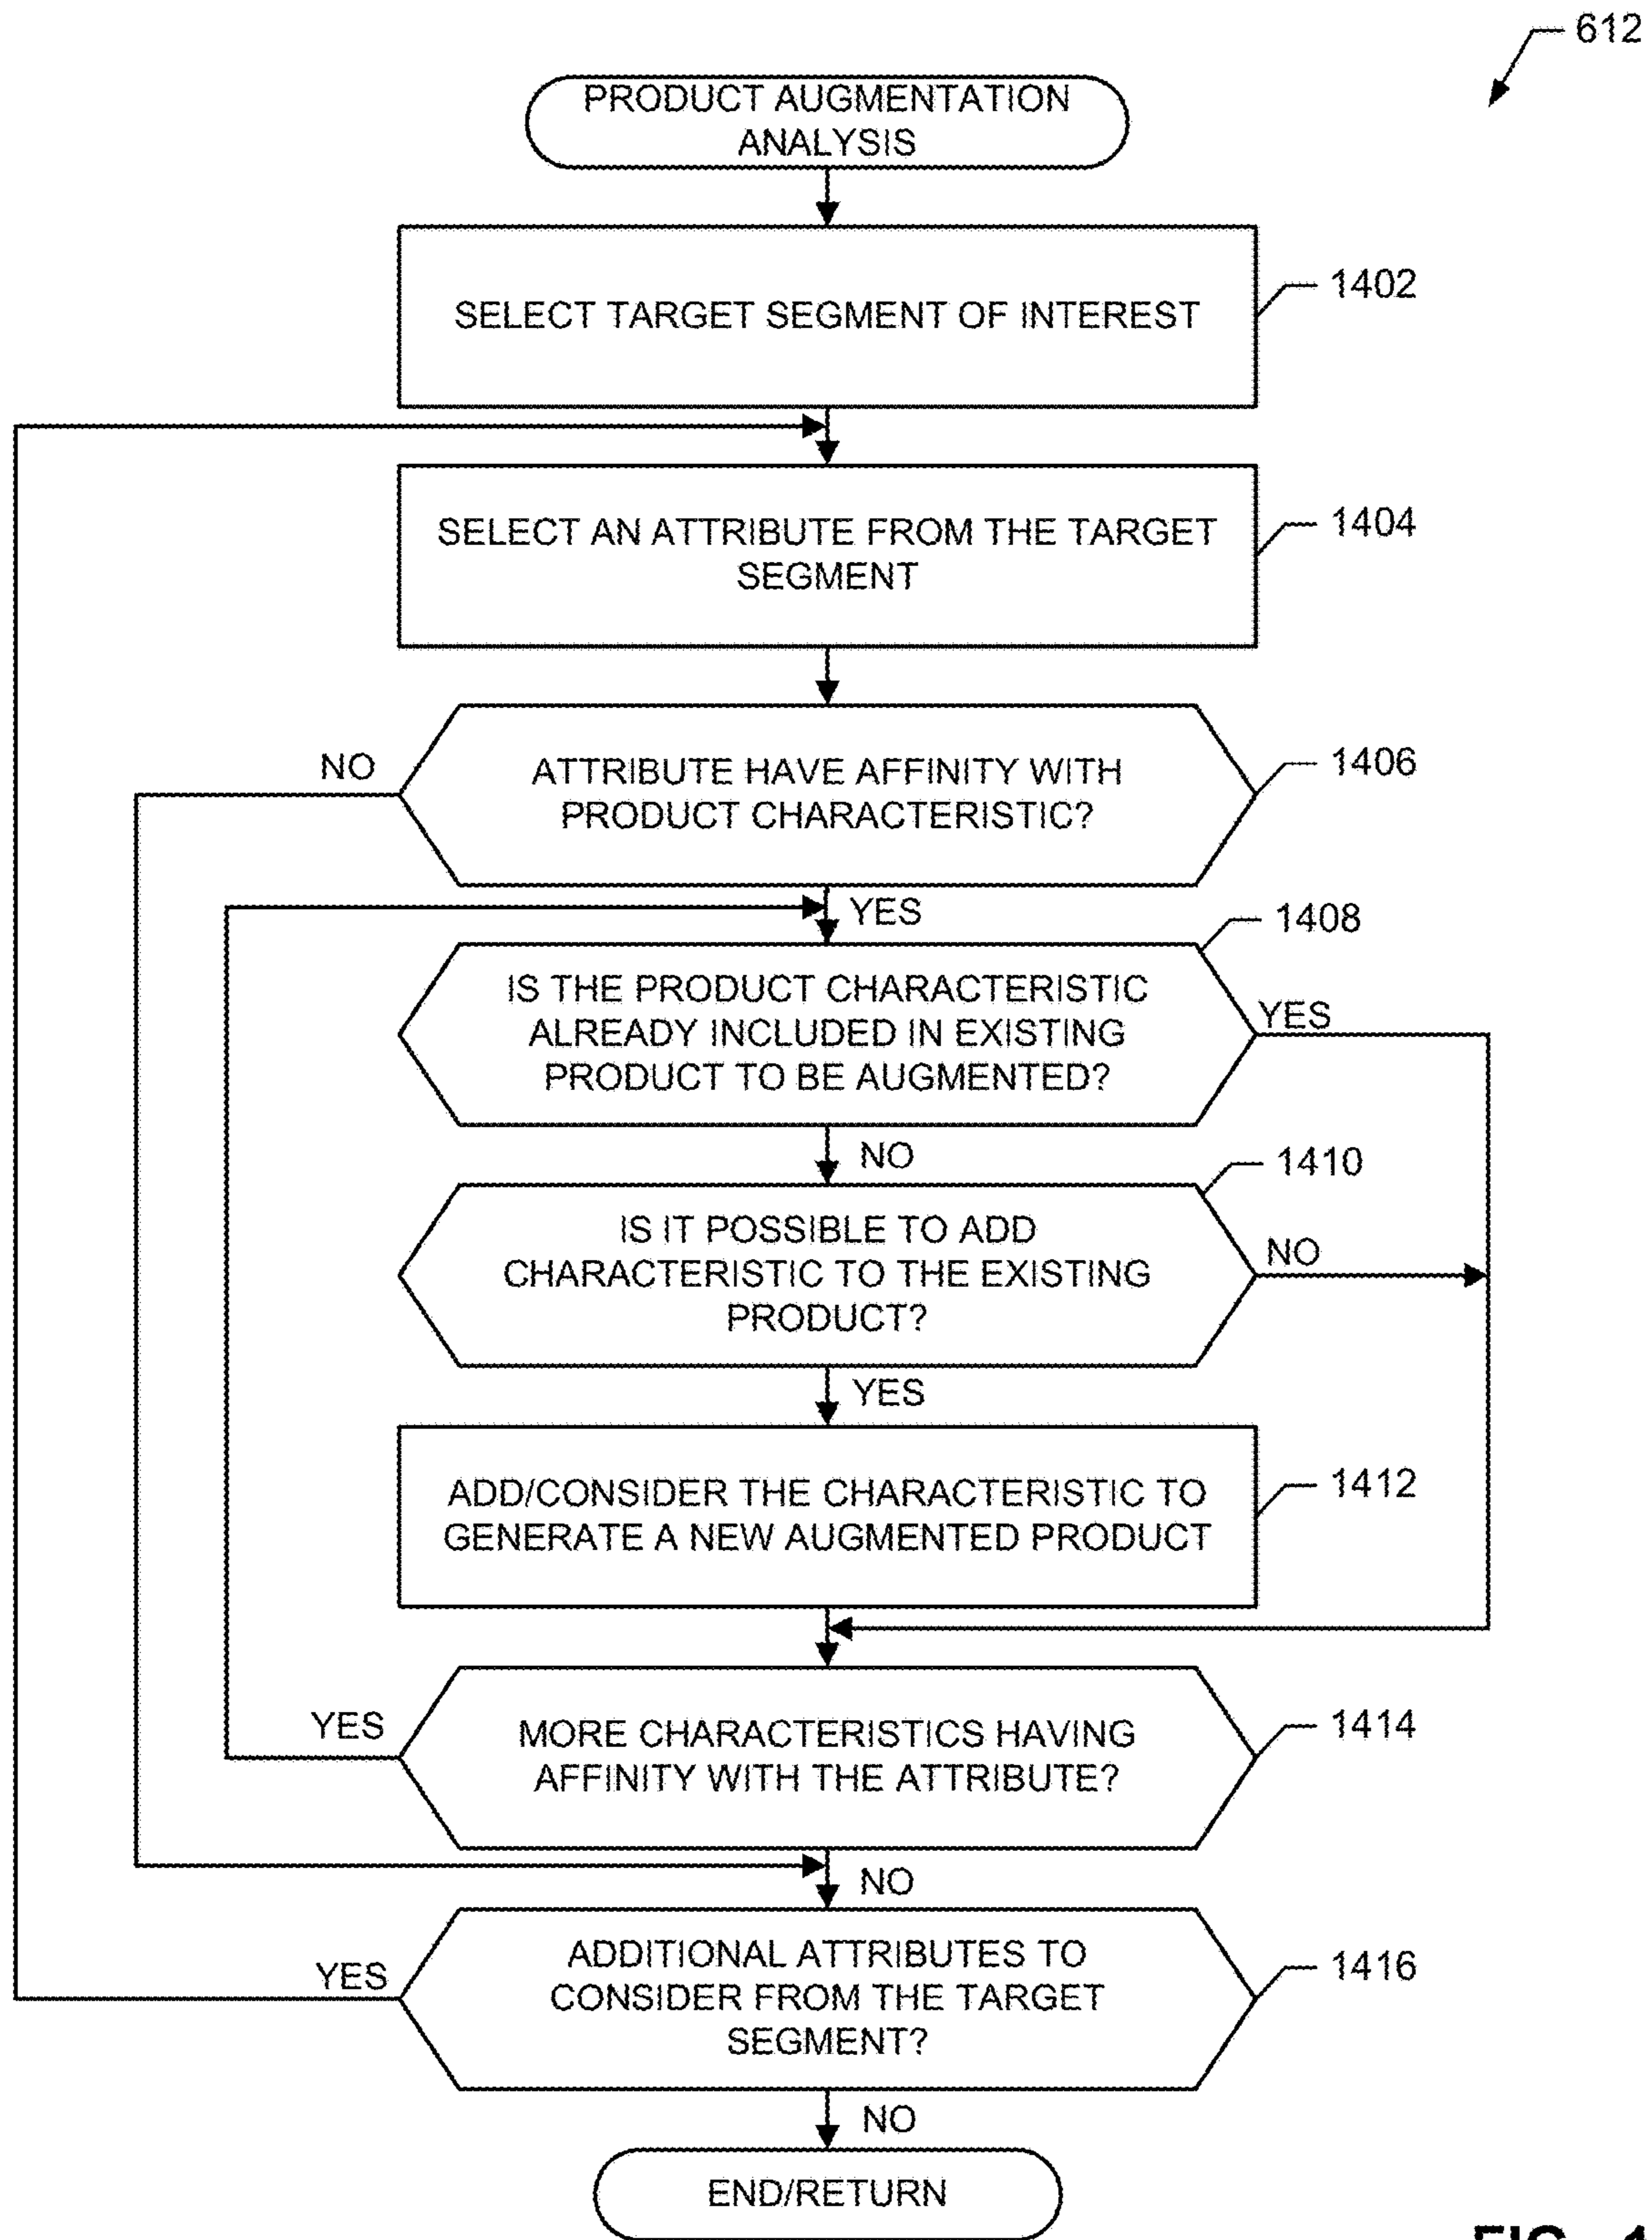 612
PRODUCT AUGMENTATION
ANALYSIS
SELECT TARGET SEGMENT OF INTEREST
1402
SELECT AN ATTRIBUTE FROM THE TARGET
SEGMENT
1404
NO
ATTRIBUTE HAVE AFFINITY WITH
PRODUCT CHARACTERISTIC?
1406
YES
1408
IS THE PRODUCT CHARACTERISTIC
ALREADY INCLUDED IN EXISTING
PRODUCT TO BE AUGMENTED?
YES
NO
1410
IS IT POSSIBLE TO ADD
CHARACTERISTIC TO THE EXISTING
PRODUCT?
NO
YES
ADD/CONSIDER THE CHARACTERISTIC TO
GENERATE A NEW AUGMENTED PRODUCT
1412
YES
MORE CHARACTERISTICS HAVING
AFFINITY WITH THE ATTRIBUTE?
1414
NO
YES
ADDITIONAL ATTRIBUTES TO
CONSIDER FROM THE TARGET
SEGMENT?
1416
NO
END/RETURN